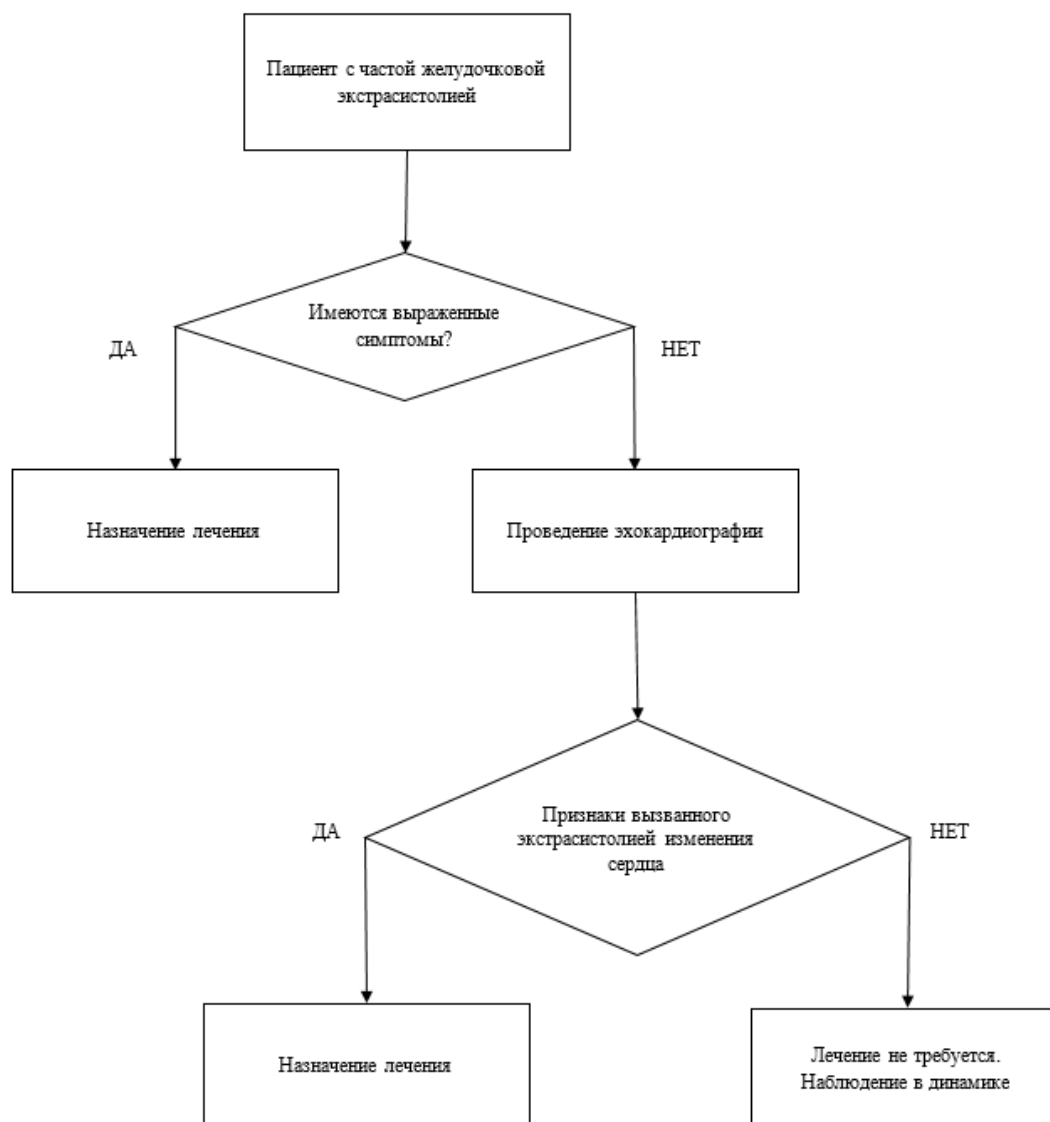 Пациент с частой желудочковой
экстрасистолией
Имеются выраженные
симптомы?
ДА
НЕТ
Назначение лечения
Проведение эхокардиографии
Признаки вызванного
экстрасистолией изменения
сердца
ДА
НЕТ
Назначение лечения
Лечение не требуется.
Наблюдение в динамике